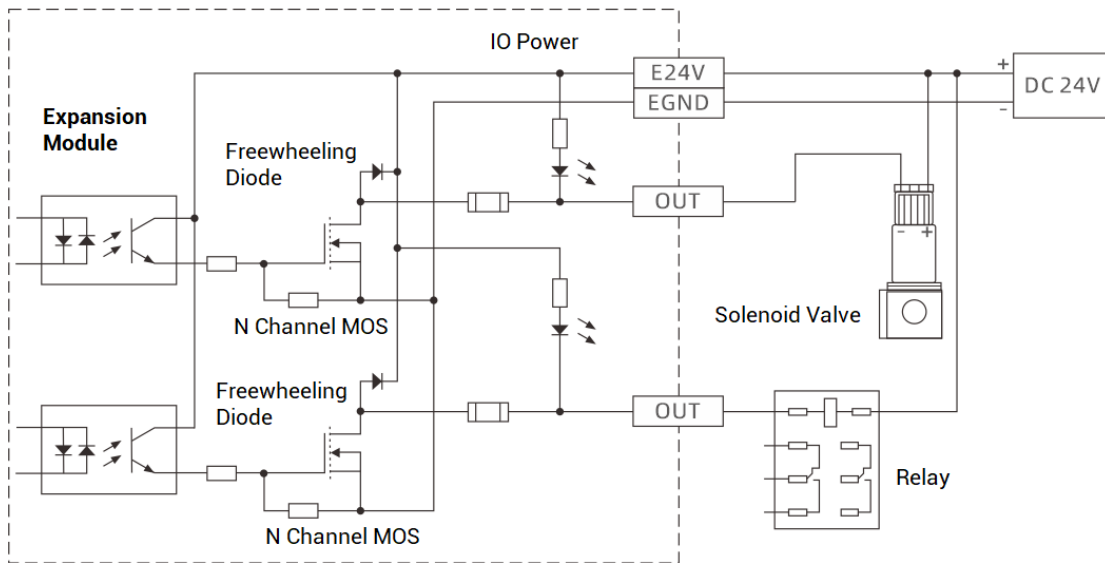 IO Power
E24V
+
DC 24V
EGND
-
Expansion
Module
Freewheeling
Diode
OUT
- +
N Channel MOS
Solenoid Valve
Freewheeling
Diode
OUT
Relay
N Channel MOS